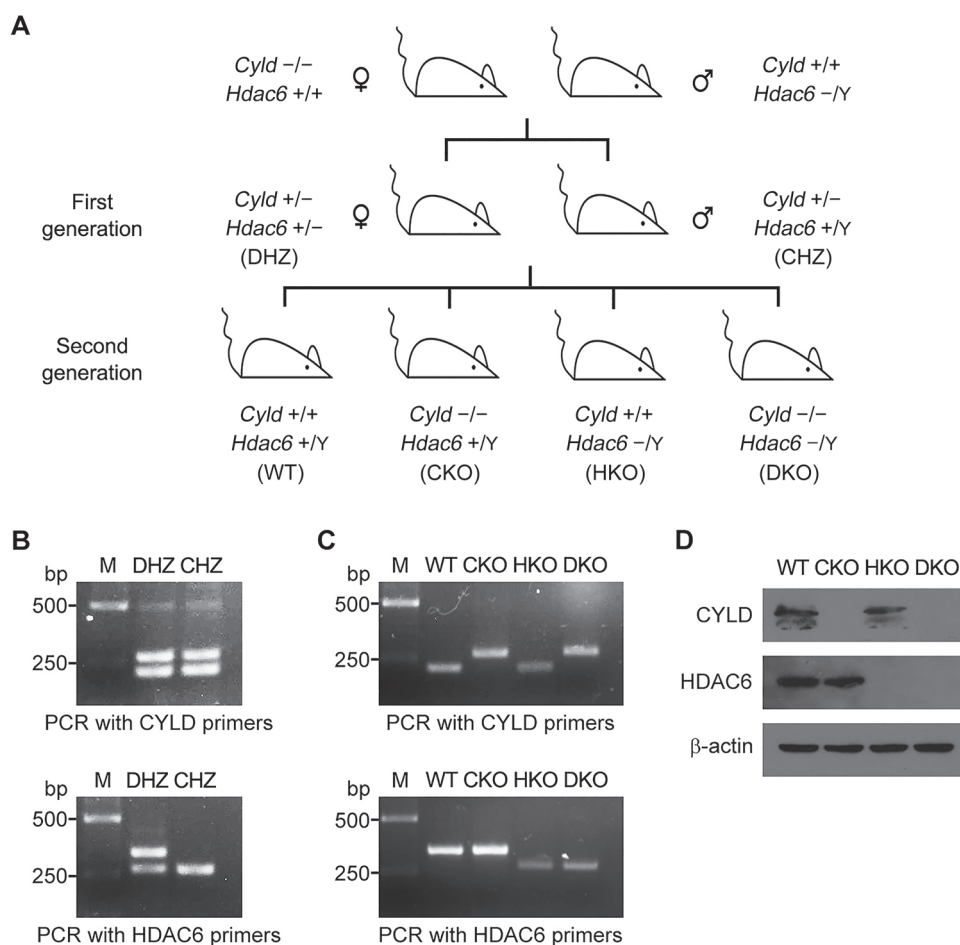 A
Cyld −/−
Hdac6 +/+
♀
♂
Cyld +/+
Hdac6 −/Y
First
generation
Cyld +/−
Hdac6 +/−
(DHZ)
♀
♂
Cyld +/−
Hdac6 +/Y
(CHZ)
Second
generation
Cyld +/+
Hdac6 +/Y
(WT)
Cyld −/−
Hdac6 +/Y
(CKO)
Cyld +/+
Hdac6 −/Y
(HKO)
Cyld −/−
Hdac6 −/Y
(DKO)
B
bp M DHZ CHZ
500
250
PCR with CYLD primers
bp M DHZ CHZ
500
250
PCR with HDAC6 primers
C
bp M WT CKO HKO DKO
500
250
PCR with CYLD primers
bp M WT CKO HKO DKO
500
250
PCR with HDAC6 primers
D
WT CKO HKO DKO
CYLD
HDAC6
β-actin